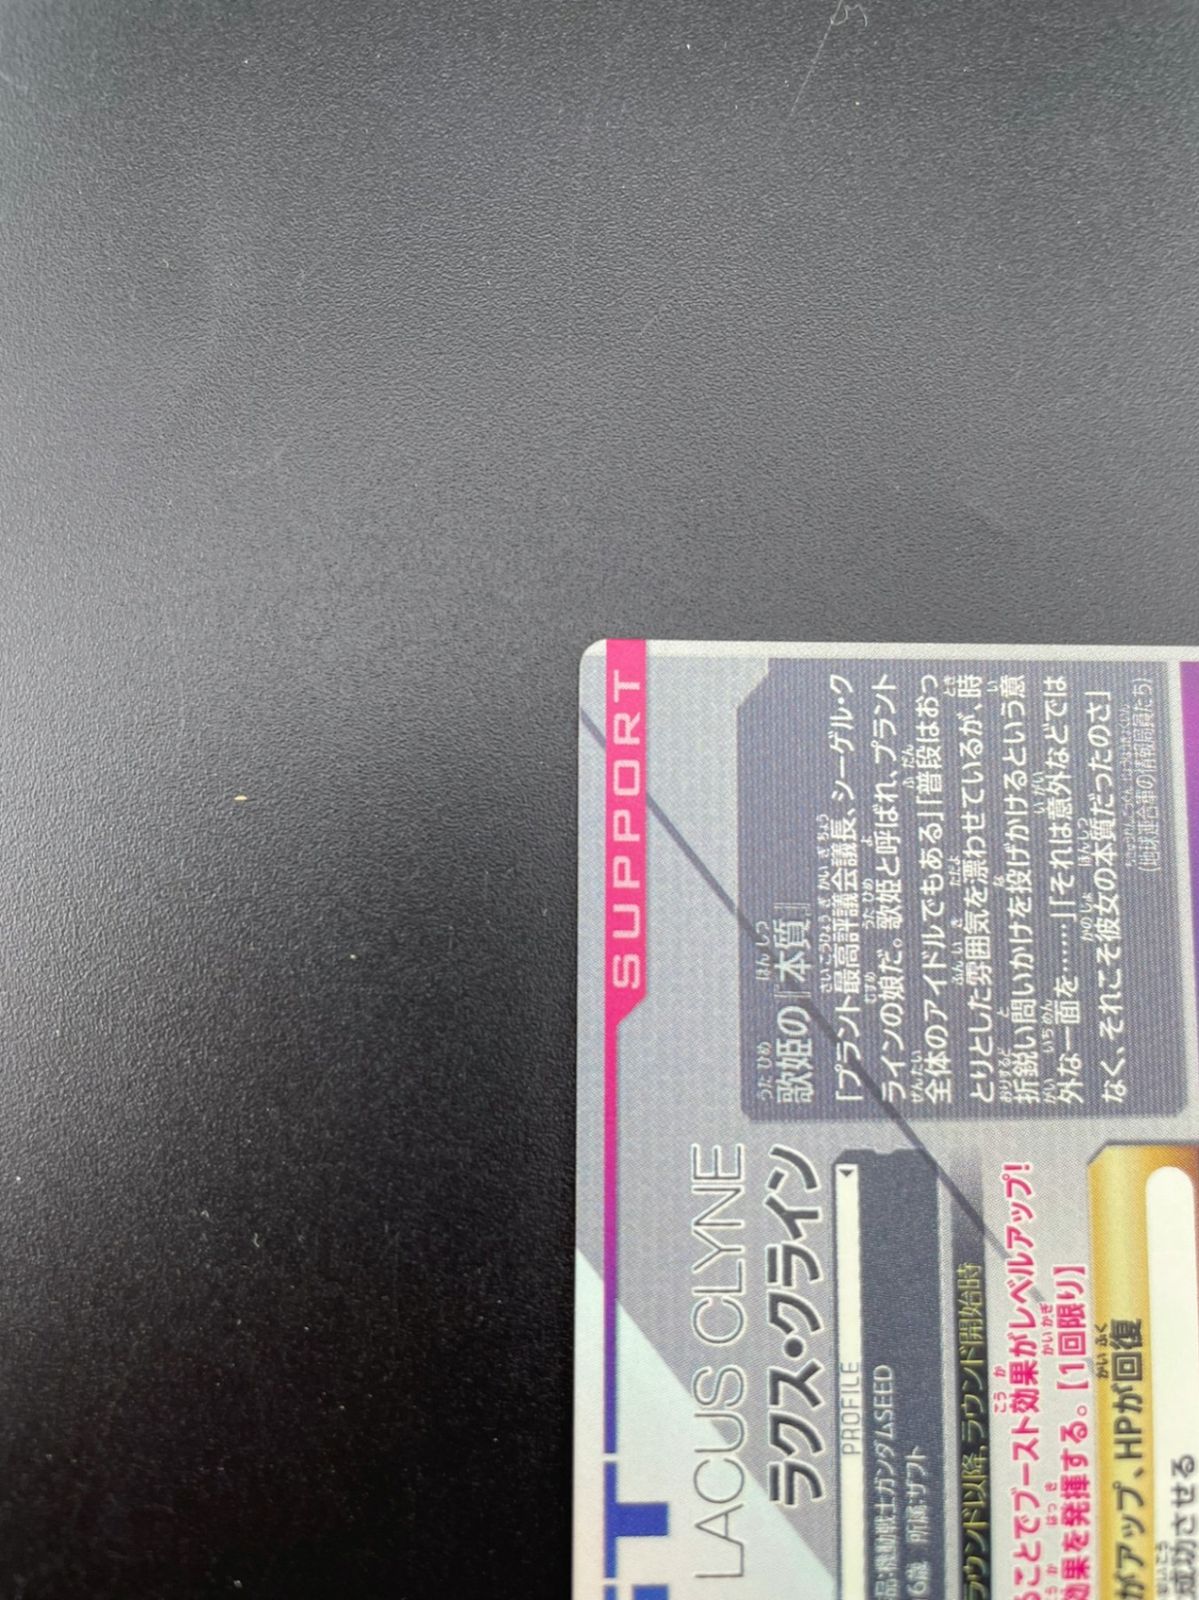 SUPPORT
LACUS CLYNE
ラクス・クライン
歌姫の『本質』
「プラント最高評議会議長、シーゲル・ク
ラインの娘だ。歌姫と呼ばれ、プラント
全体のアイドルでもある」「普段はおっ
とりとした雰囲気を漂わせているが、時
折鋭い問いかけを投げかけるという意
外な一面を……」「それは意外などでは
なく、それこそ彼女の本質だったのさ」
(地球連合軍の情報局員たち)
PROFILE
品:機動戦士ガンダムSEED
6歳 所属:ザフト
ラウンド以降、ラウンド開始時
ることでブースト効果がレベルアップ!
効果を発揮する。【1回限り】
がアップ、HPが回復
成功させる